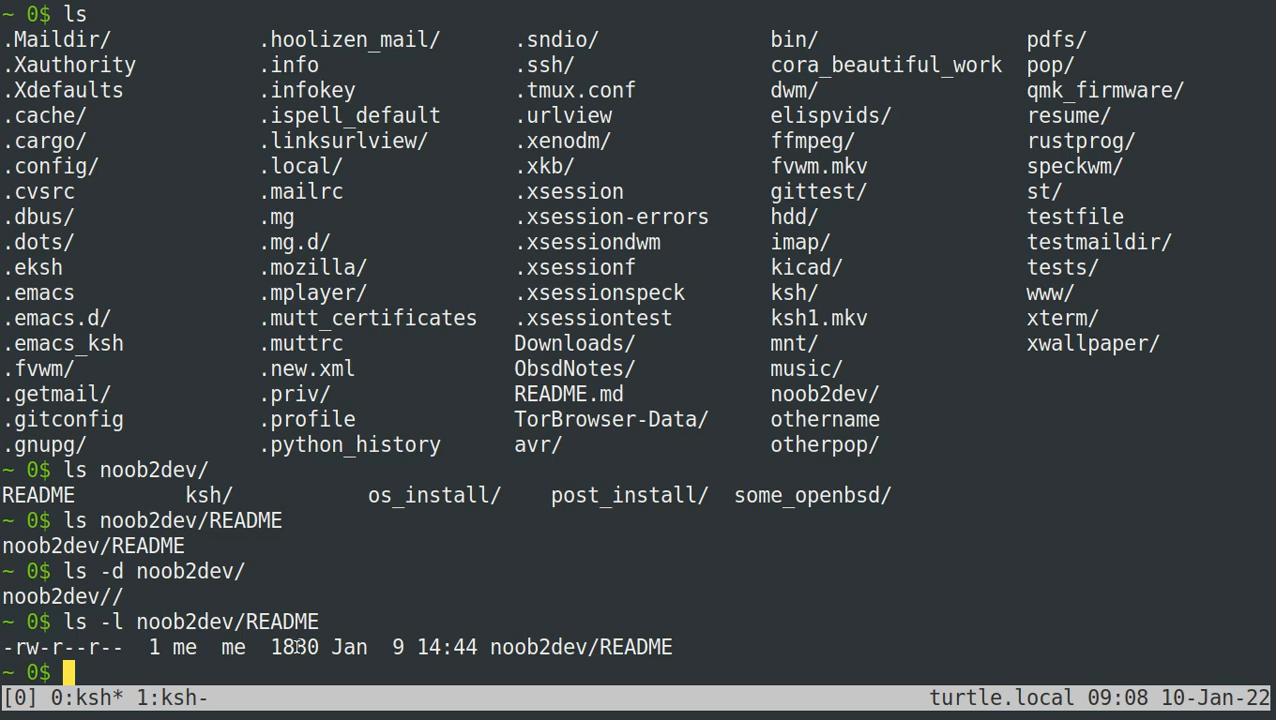 ~ 0$ ls
.Maildir/ .hoolizen_mail/ .sndio/ bin/ pdfs/
.Xauthority .info .ssh/ cora_beautiful_work pop/
.Xdefaults .infokey .tmux.conf dwm/ qmk_firmware/
.cache/ .ispell_default .urlview elispvids/ resume/
.cargo/ .linksurlview/ .xenodm/ ffmpeg/ rustprog/
.config/ .local/ .xkb/ fvwm.mkv speckwm/
.cvsrc .mailrc .xsession gittest/ st/
.dbus/ .mg .xsession-errors hdd/ testfile
.dots/ .mg.d/ .xsessiondwm imap/ testmaildir/
.eksh .mozilla/ .xsessionf kicad/ tests/
.emacs .mplayer/ .xsessionspeck ksh/ www/
.emacs.d/ .mutt_certificates .xsessiontest ksh1.mkv xterm/
.emacs_ksh .muttrc Downloads/ mnt/ xwallpaper/
.fvwm/ .new.xml ObsdNotes/ music/
.getmail/ .priv/ README.md noob2dev/
.gitconfig .profile TorBrowser-Data/ othername
.gnupg/ .python_history avr/ otherpop/
~ 0$ ls noob2dev/
README ksh/ os_install/ post_install/ some_openbsd/
~ 0$ ls noob2dev/README
noob2dev/README
~ 0$ ls -d noob2dev/
noob2dev//
~ 0$ ls -l noob2dev/README
-rw-r--r-- 1 me me 1830 Jan 9 14:44 noob2dev/README
~ 0$
[0] 0:ksh* 1:ksh- turtle.local 09:08 10-Jan-22